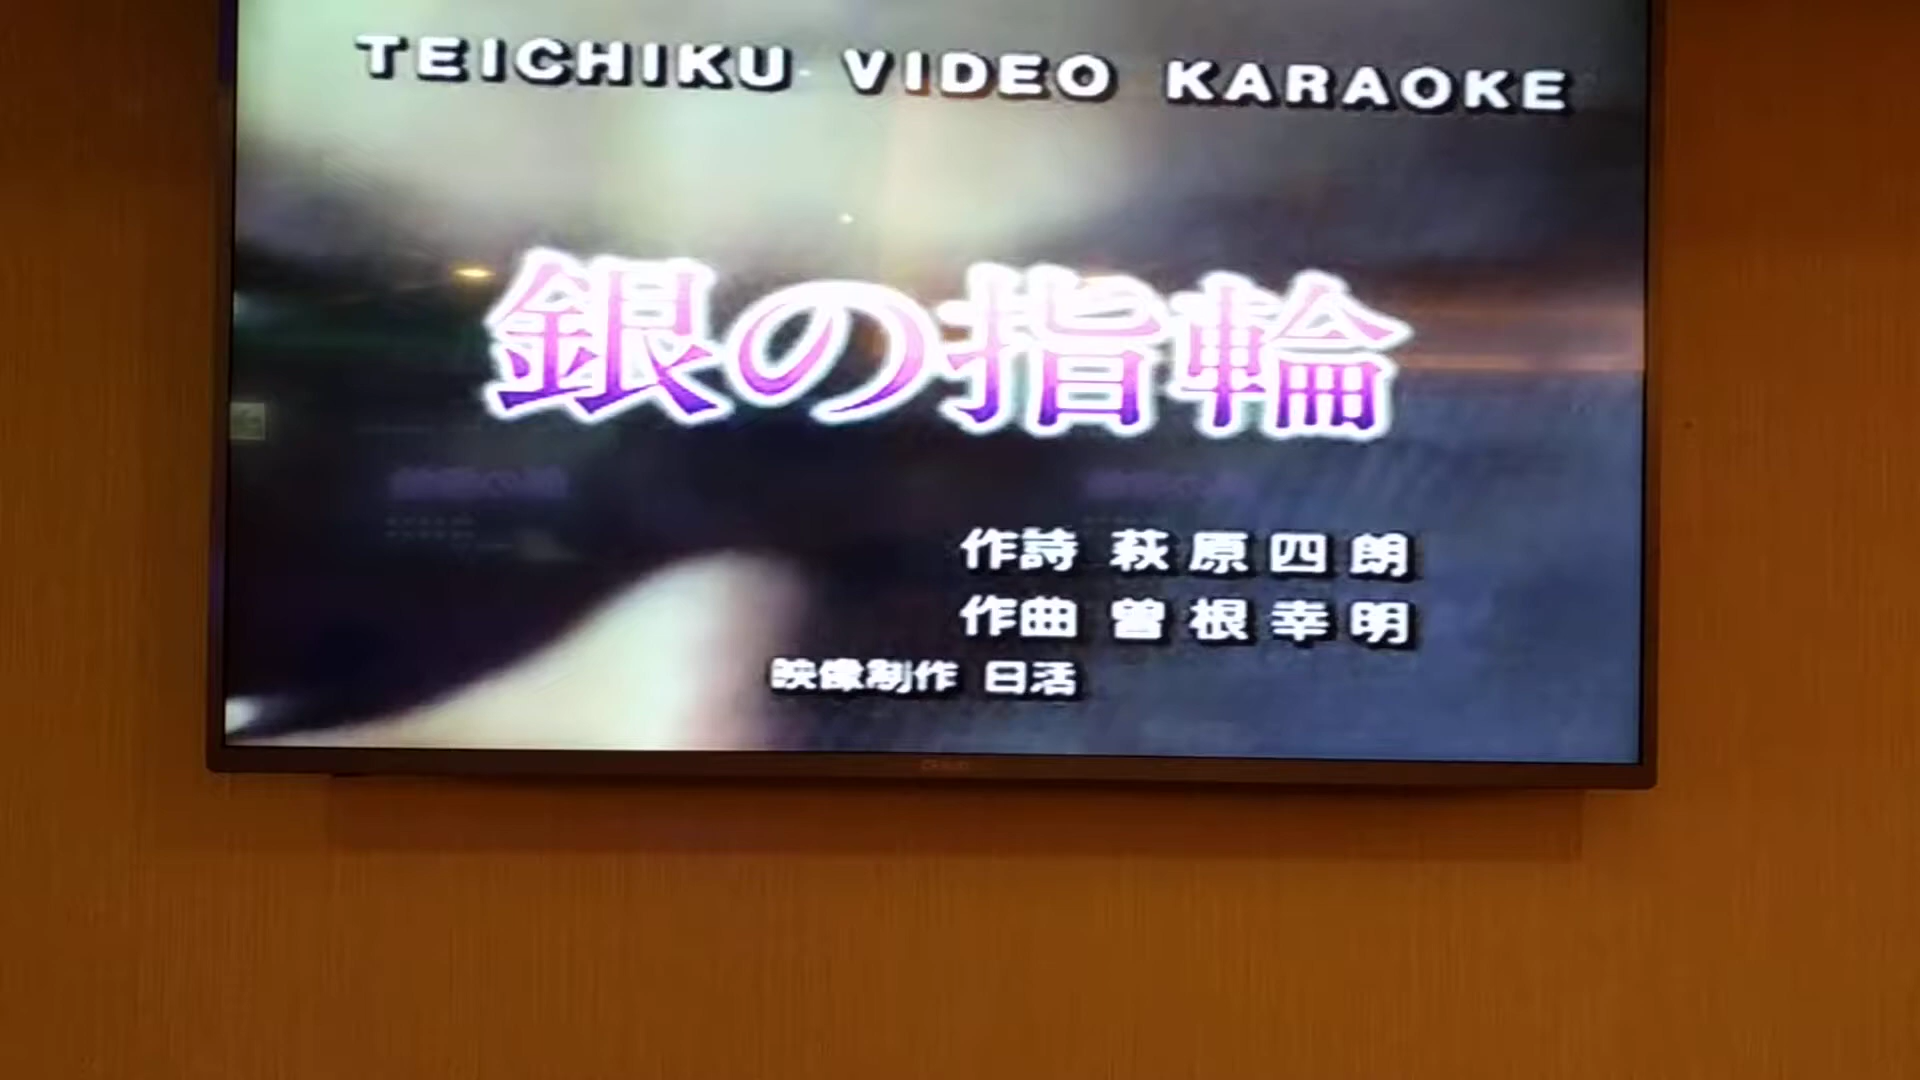 TEICHIKU VIDEO KARAOKE
銀の指輪
作詩 萩原四朗
作曲 曽根幸明
映像制作 日活